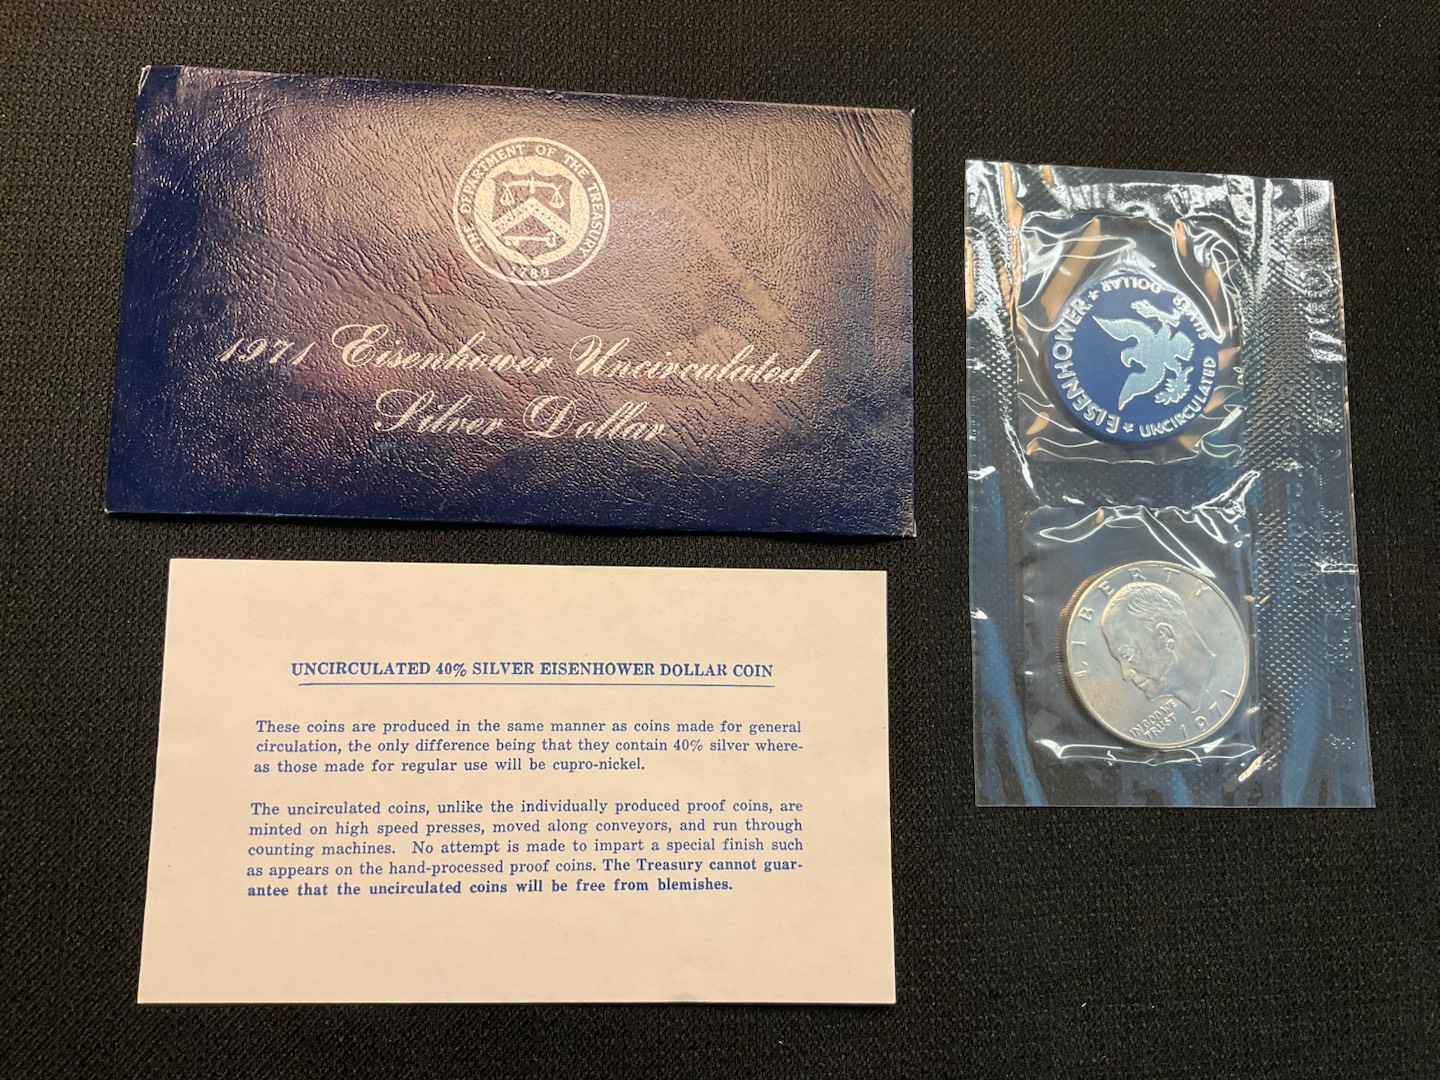 THE DEPARTMENT OF THE TREASURY
1789
1971 Eisenhower Uncirculated
Silver Dollar
EISENHOWER
UNCIRCULATED
SILVER
DOLLAR
LIBERTY
IN GOD WE
TRUST
1971
UNCIRCULATED 40% SILVER EISENHOWER DOLLAR COIN
These coins are produced in the same manner as coins made for general
circulation, the only difference being that they contain 40% silver where-
as those made for regular use will be cupro-nickel.
The uncirculated coins, unlike the individually produced proof coins, are
minted on high speed presses, moved along conveyors, and run through
counting machines. No attempt is made to impart a special finish such
as appears on the hand-processed proof coins. The Treasury cannot guar-
antee that the uncirculated coins will be free from blemishes.